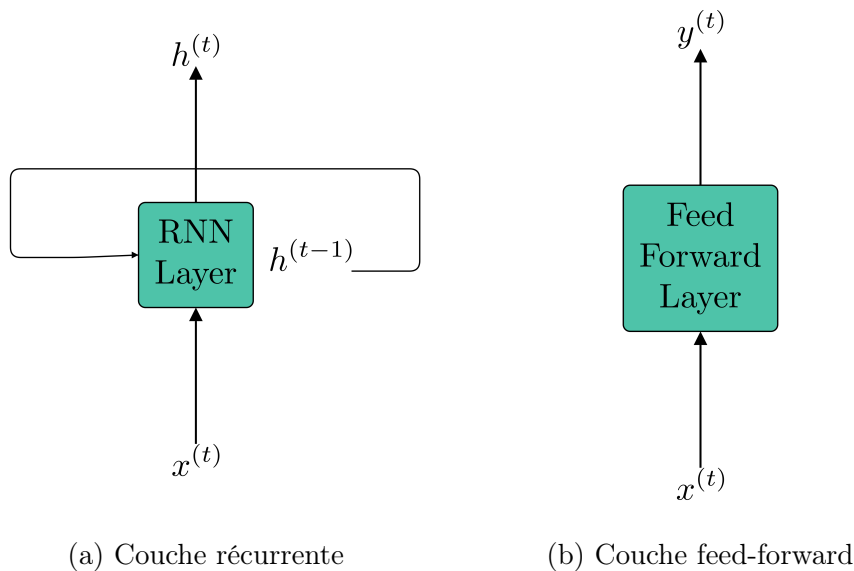 h^{(t)}
RNN
Layer
h^{(t−1)}
x^{(t)}
(a) Couche récurrente
y^{(t)}
Feed
Forward
Layer
x^{(t)}
(b) Couche feed-forward